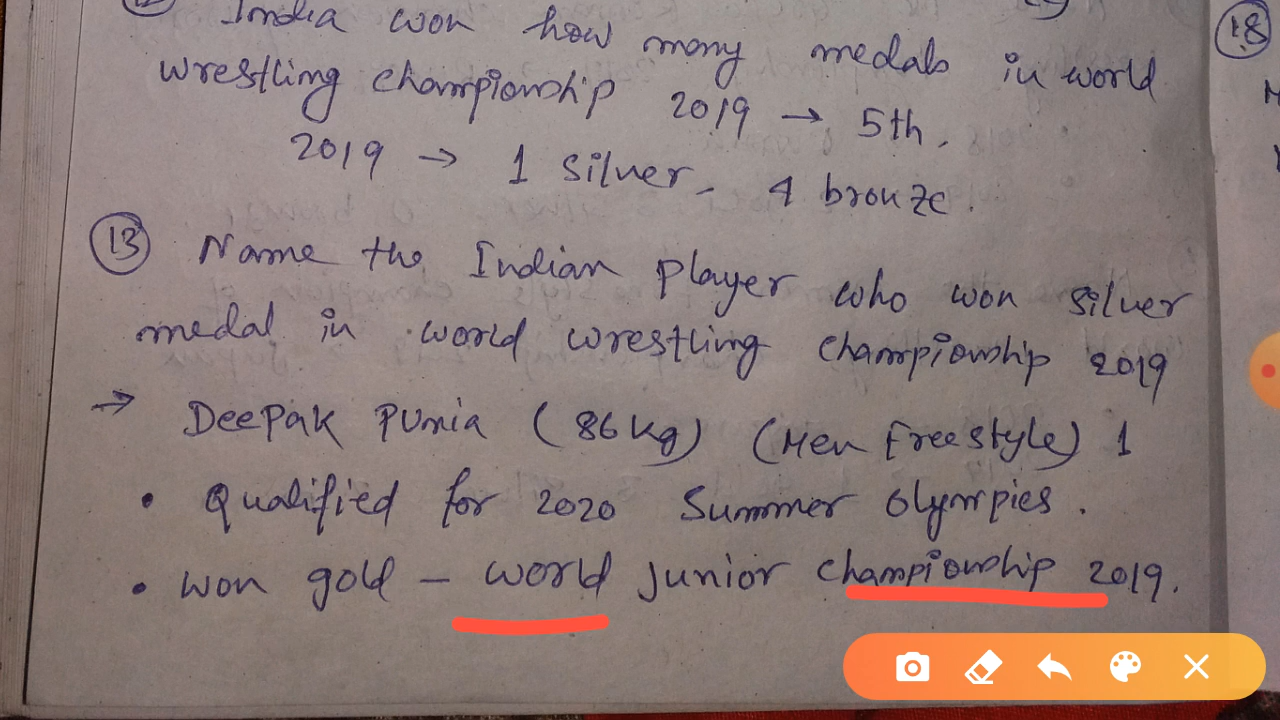 India won how many medals in world
wrestling championship 2019 → 5th.
2019 → 1 Silver, 4 bronze.
13 Name the Indian Player who won silver
medal in world wrestling championship 2019
→ DeePak PUnia (86 kg) (Men freestyle) 1
• Qualified for 2020 Summer Olympics.
• won gold – world junior championship 2019.
18